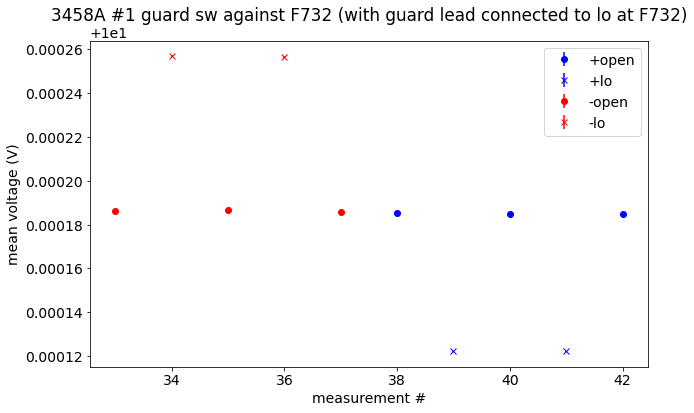 3458A #1 guard sw against F732 (with guard lead connected to lo at F732)
+1e1
0.00026
0.00024
0.00022
0.00020
0.00018
0.00016
0.00014
0.00012
mean voltage (V)
+open
+lo
-open
-lo
34 36 38 40 42
measurement #